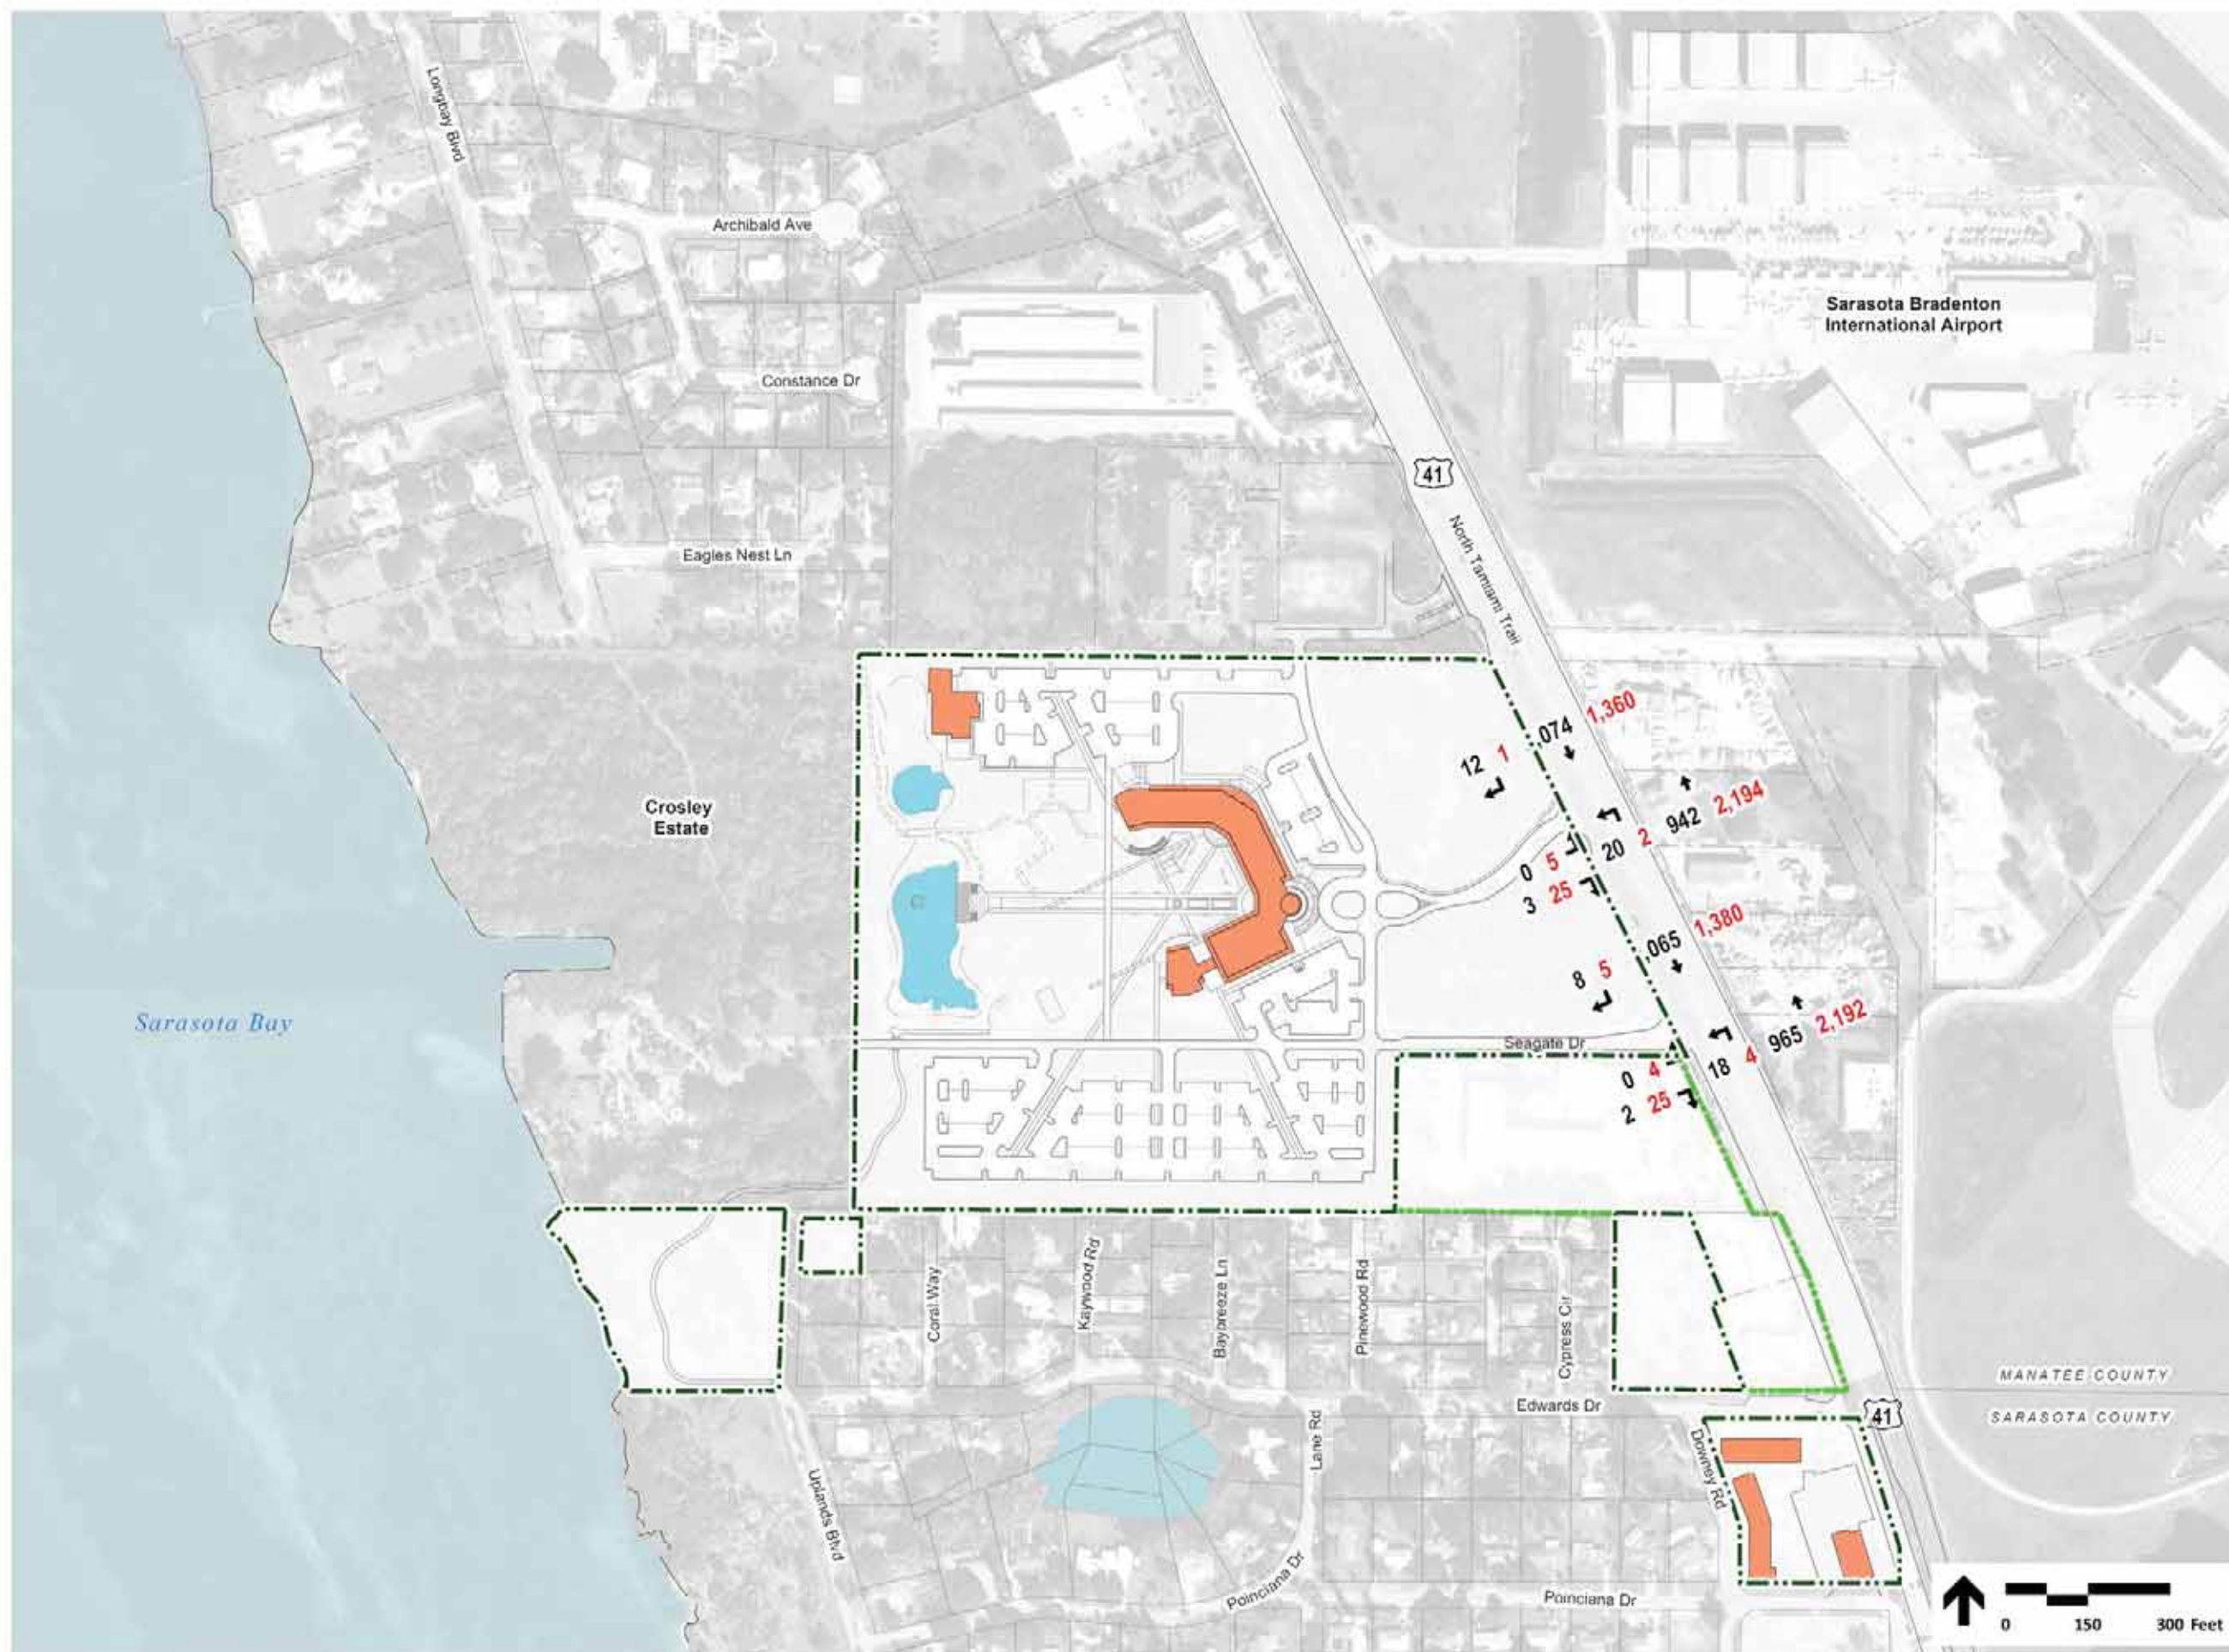 Longbay Blvd
Archibald Ave
Sarasota Bradenton
International Airport
Constance Dr
41
North Tamiami Trail
Eagles Nest Ln
,074 1,360
12 1
Crosley
Estate
942 2,194
20 2
0 5
3 25
,065 1,380
8 5
Sarasota Bay
965 2,192
18 4
Seagate Dr
0 4
2 25
Coral Way
Kaywood Rd
Baybreeze Ln
Pinewood Rd
Cypress Cir
MANATEE COUNTY
Edwards Dr
41
SARASOTA COUNTY
Lane Rd
Downey Rd
Uplands Blvd
Poinciana Dr
Poinciana Dr
0 150 300 Feet